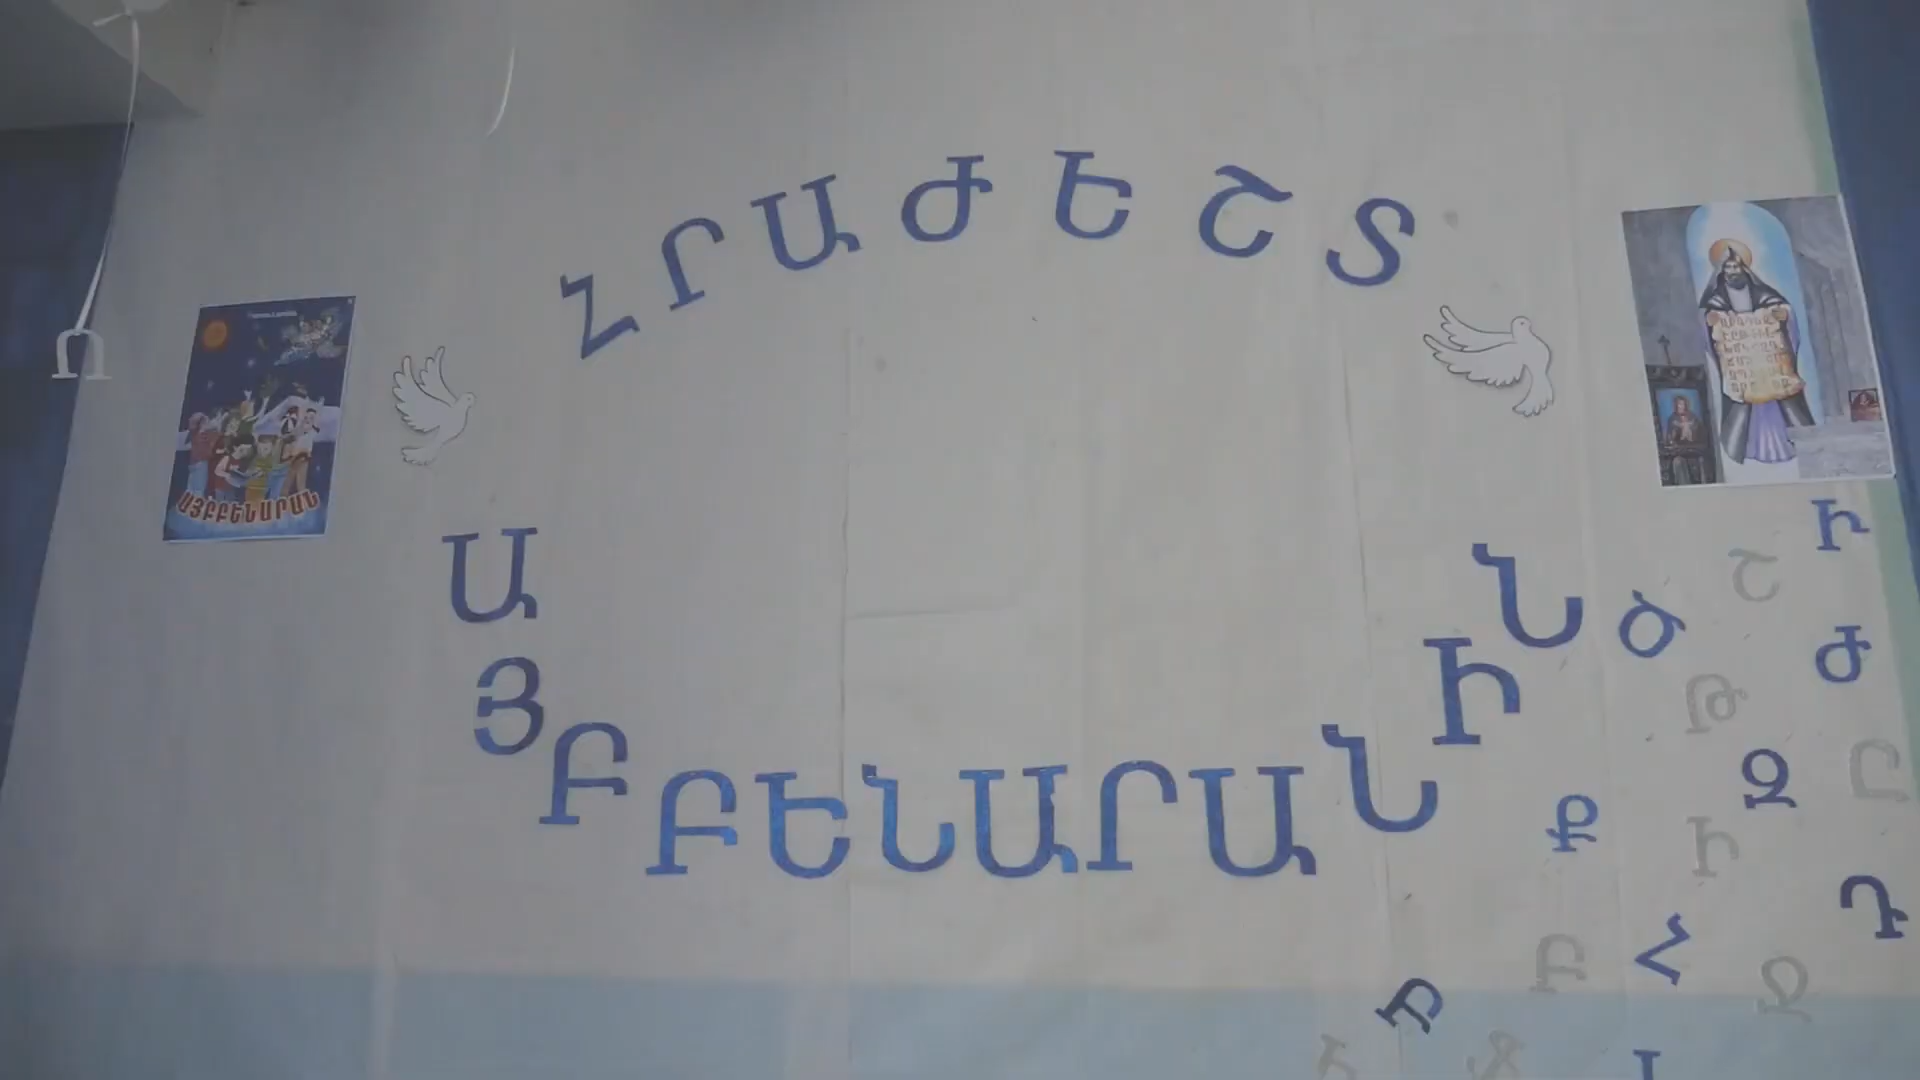 ՀՐԱԺԵՇՏ
ԱՅԲԲԵՆԱՐԱՆԻՆ
ԱՅԲԲԵՆԱՐԱՆ
Ո
Ի
Շ
Ծ
Ժ
Թ
Զ
Ը
Ք
Ի
Դ
Հ
Բ
Ջ
Բ